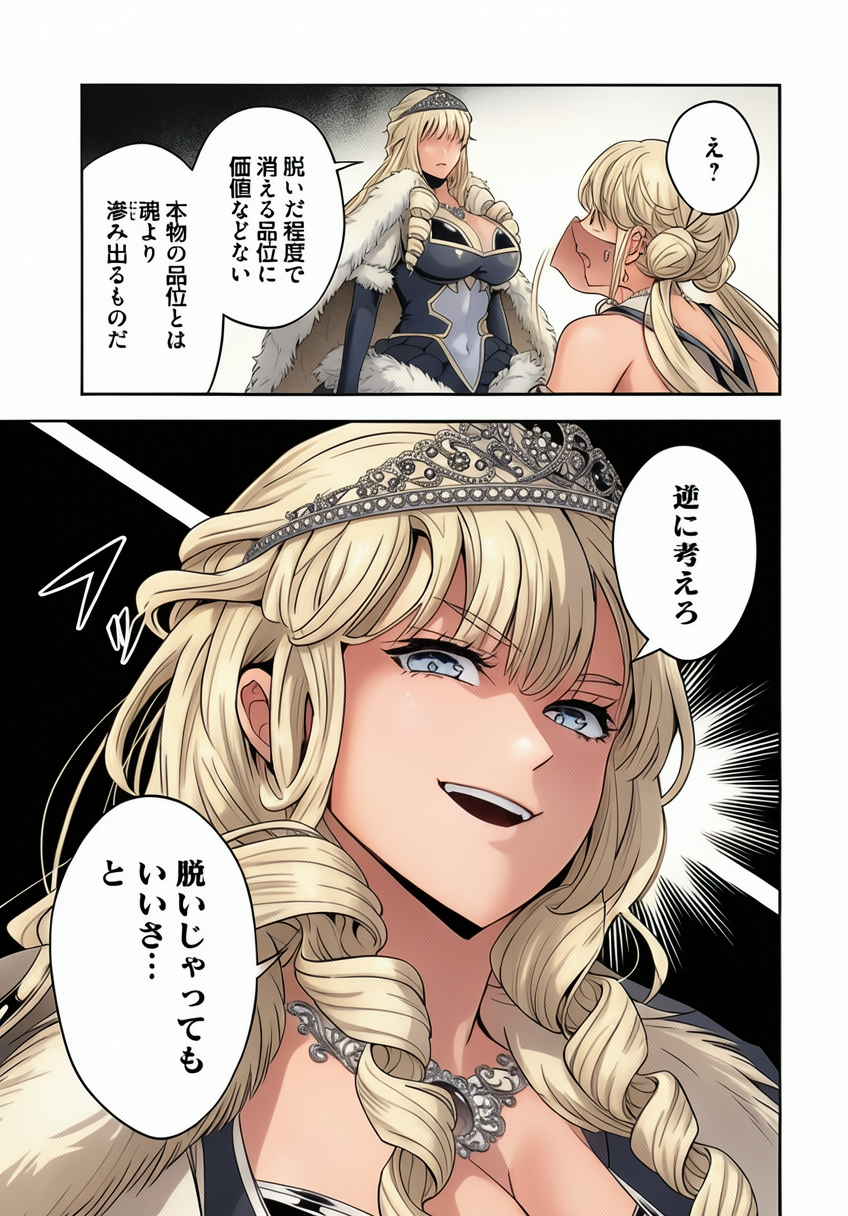 え?
脱いだ程度で
消える品位に
価値などない
本物の品位とは
魂より
滲み出るものだ
にじ
逆に考えろ
脱いじゃっても
いいさ…
と